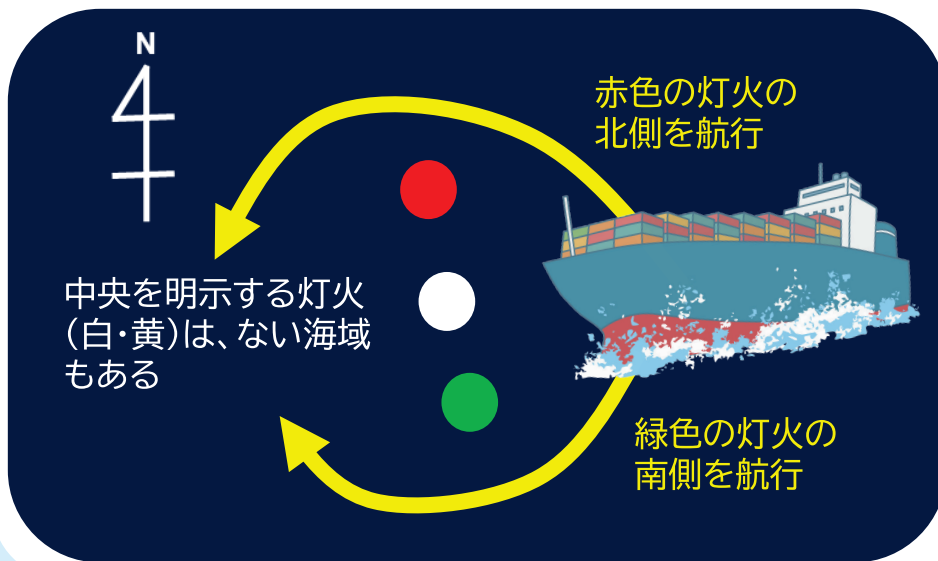 N
赤色の灯火の
北側を航行
中央を明示する灯火
(白・黄)は、ない海域
もある
緑色の灯火の
南側を航行